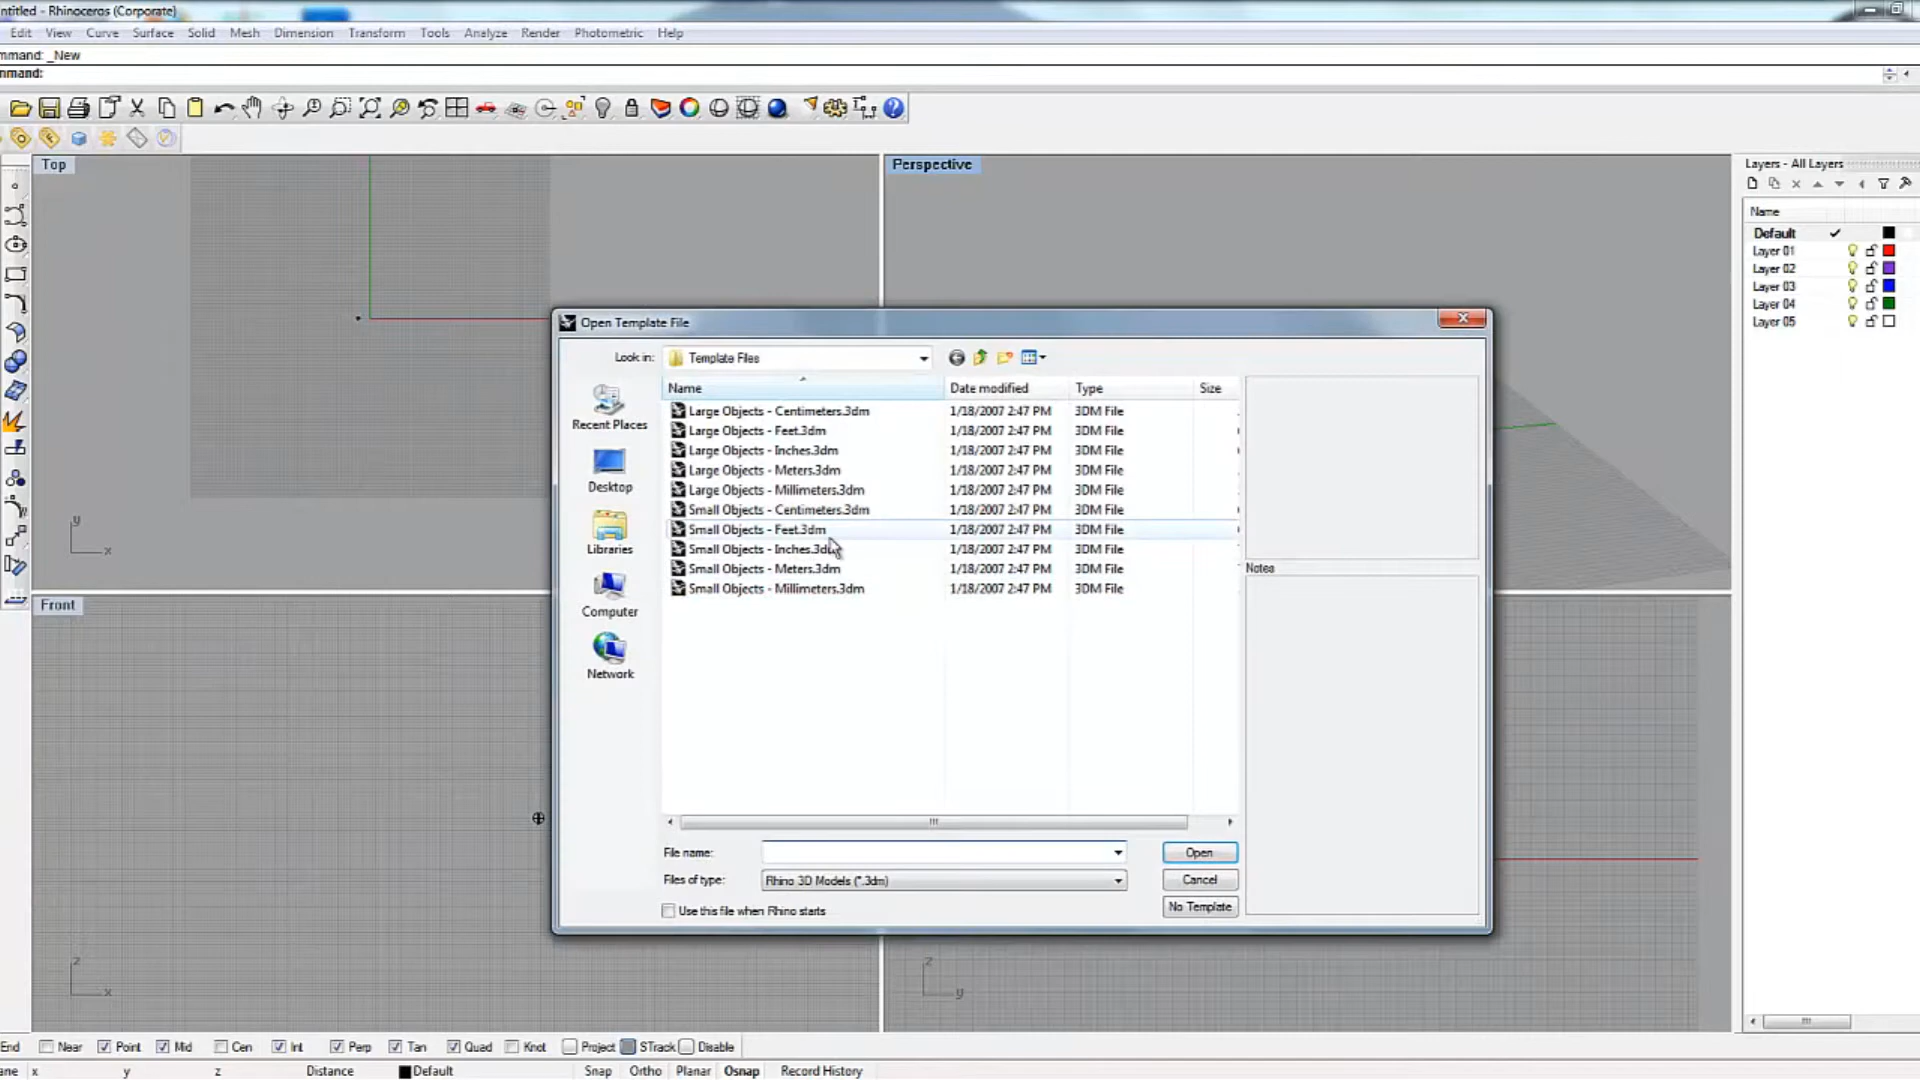 ntitled - Rhinoceros (Corporate)
Edit View Curve Surface Solid Mesh Dimension Transform Tools Analyze Render Photometric Help
mmand: _New
mmand:
Top
Perspective
Layers - All Layers
Name
Default
Layer 01
Layer 02
Layer 03
Layer 04
Layer 05
y
x
Open Template File
Look in: Template Files
Name Date modified Type Size
Large Objects - Centimeters.3dm 1/18/2007 2:47 PM 3DM File
Large Objects - Feet.3dm 1/18/2007 2:47 PM 3DM File
Large Objects - Inches.3dm 1/18/2007 2:47 PM 3DM File
Large Objects - Meters.3dm 1/18/2007 2:47 PM 3DM File
Large Objects - Millimeters.3dm 1/18/2007 2:47 PM 3DM File
Small Objects - Centimeters.3dm 1/18/2007 2:47 PM 3DM File
Small Objects - Feet.3dm 1/18/2007 2:47 PM 3DM File
Small Objects - Inches.3dm 1/18/2007 2:47 PM 3DM File
Small Objects - Meters.3dm 1/18/2007 2:47 PM 3DM File
Small Objects - Millimeters.3dm 1/18/2007 2:47 PM 3DM File
Recent Places
Desktop
Libraries
Computer
Network
Notes
File name:
Open
Files of type: Rhino 3D Models (*.3dm)
Cancel
Use this file when Rhino starts
No Template
Front
z
x
z
y
End Near Point Mid Cen Int Perp Tan Quad Knot Project STrack Disable
ane x y z Distance Default Snap Ortho Planar Osnap Record History